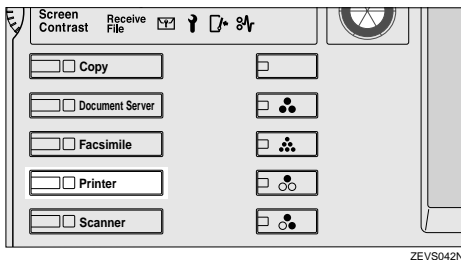 Screen
Contrast
Receive
File
Copy
Document Server
Facsimile
Printer
Scanner
ZEVS042N